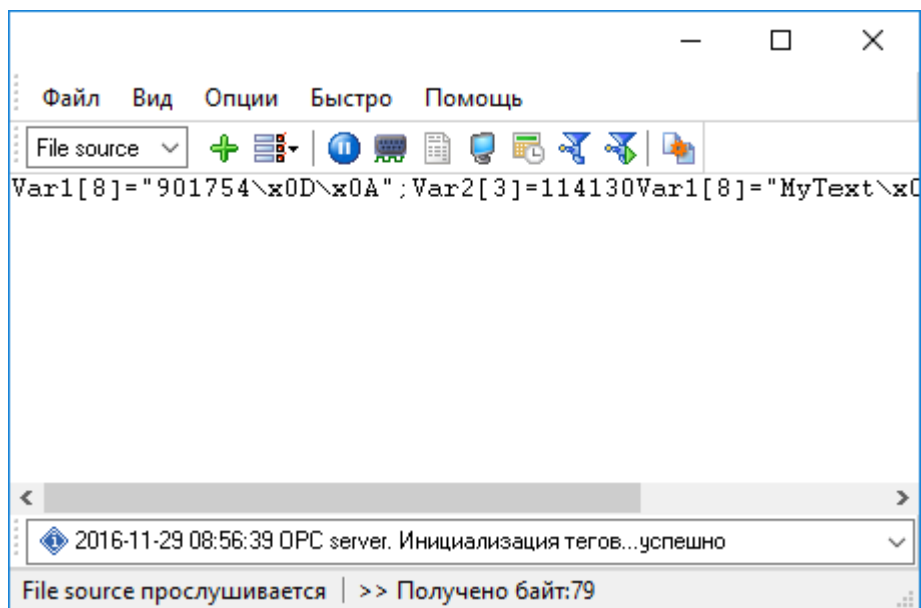 Файл Вид Опции Быстро Помощь
File source
Var1[8]="901754\x0D\x0A";Var2[3]=114130Var1[8]="MyText\x0
2016-11-29 08:56:39 OPC server. Инициализация тегов...успешно
File source прослушивается >> Получено байт:79